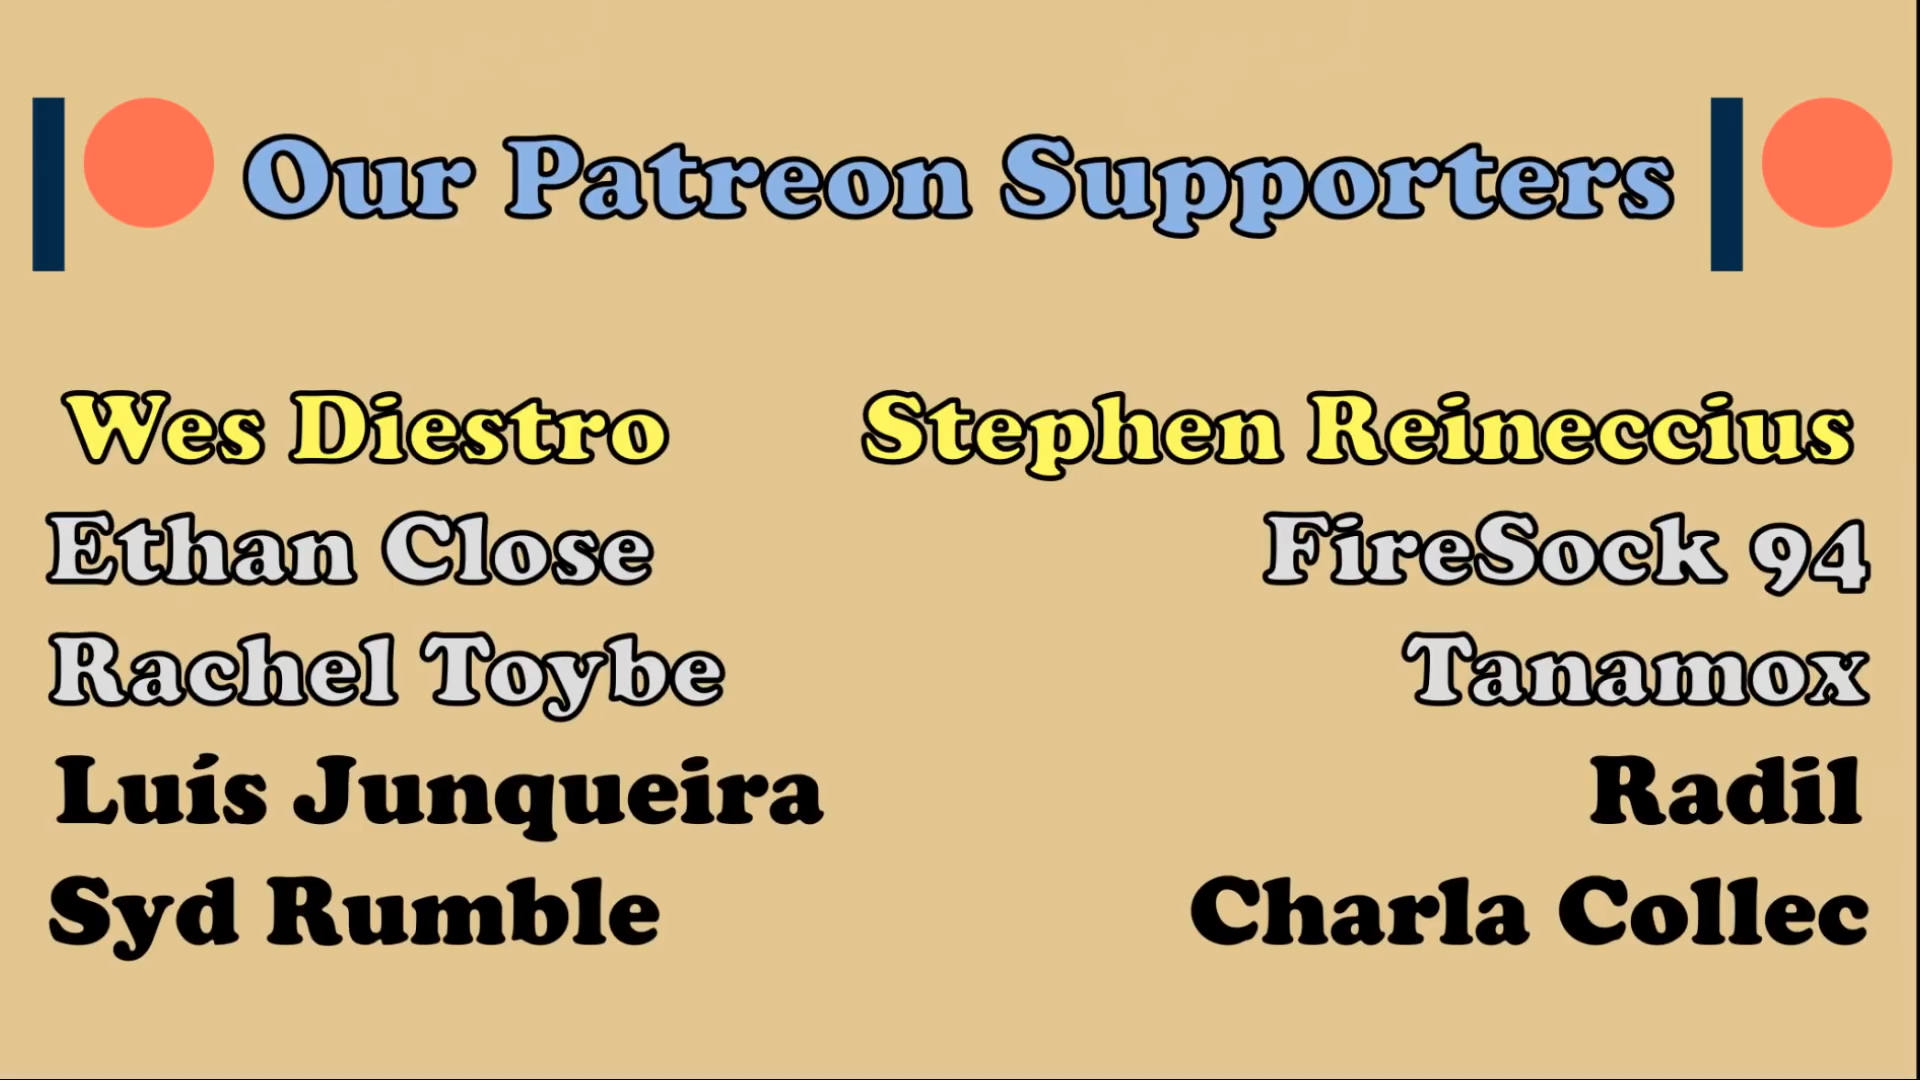 Our Patreon Supporters
Wes Diestro
Stephen Reineccius
Ethan Close
FireSock 94
Rachel Toybe
Tanamox
Luís Junqueira
Radil
Syd Rumble
Charla Collec